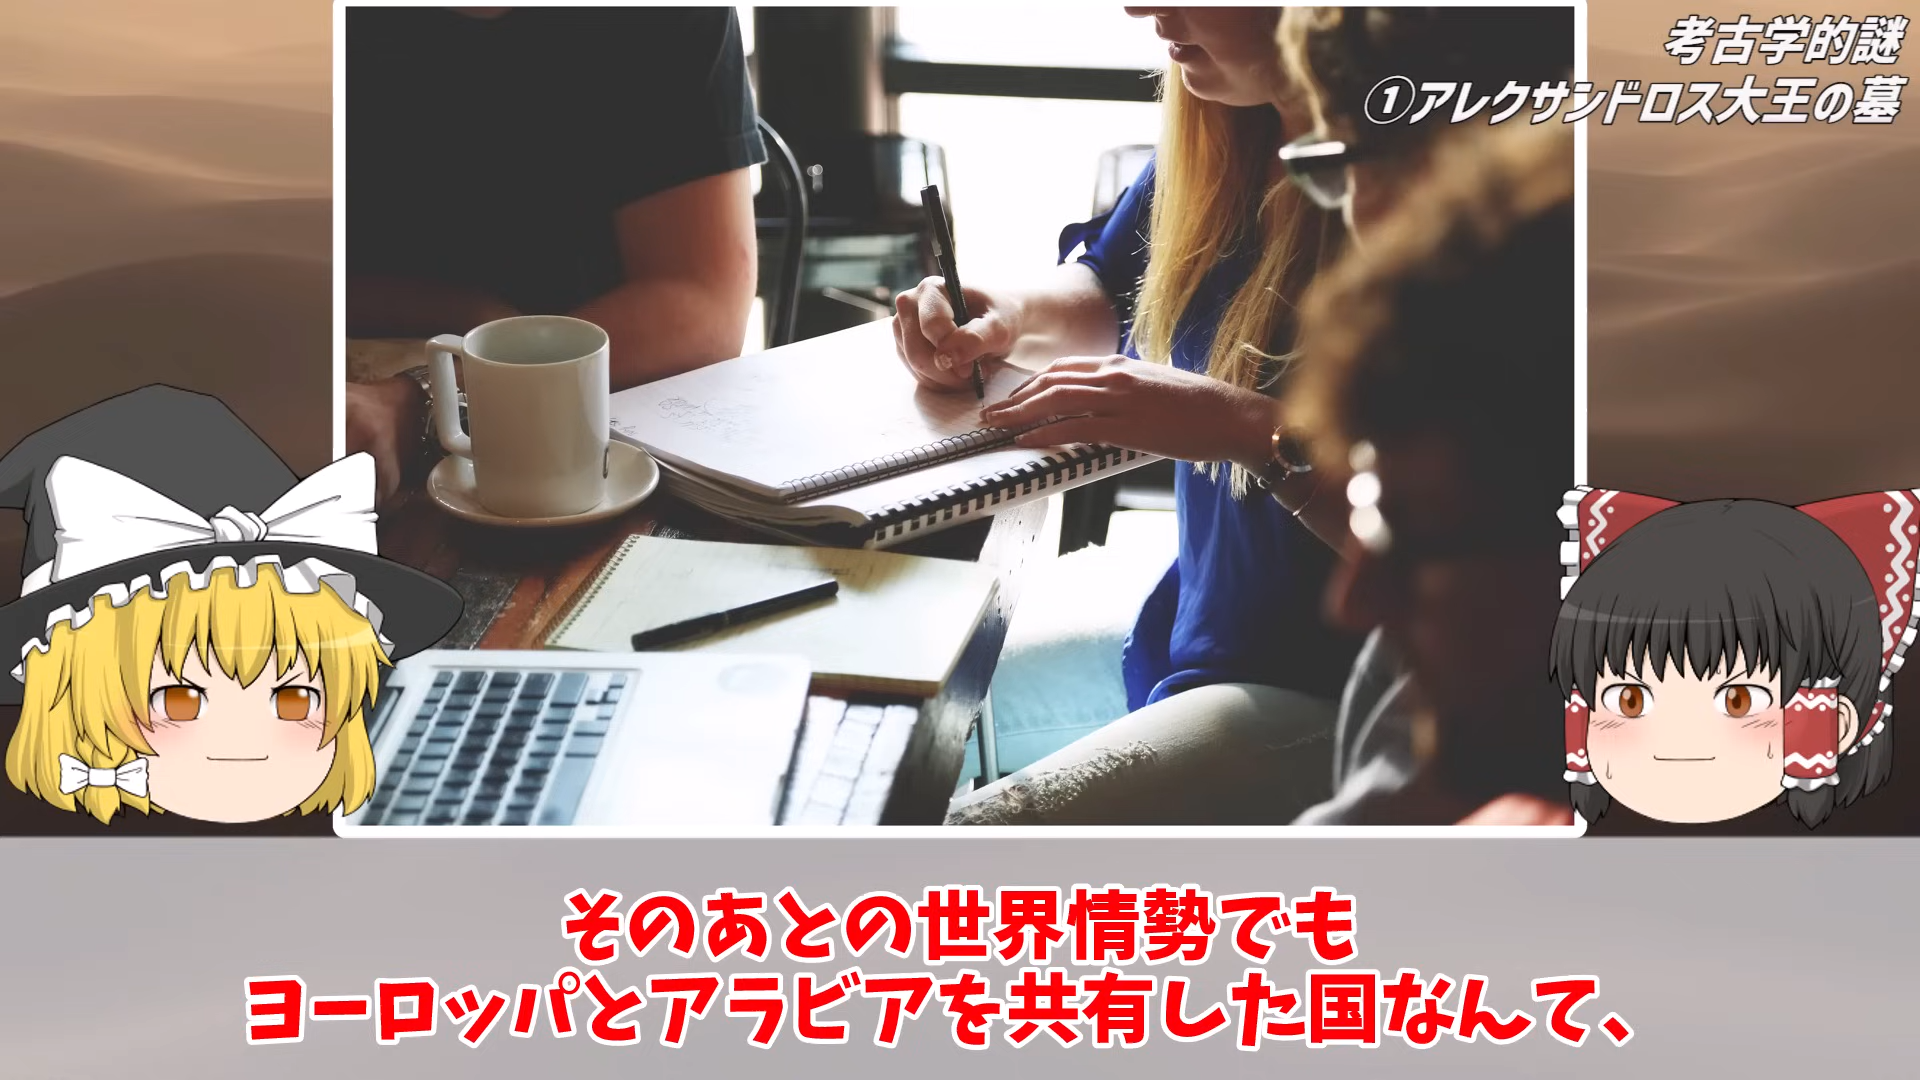 考古学的謎
①アレクサンドロス大王の墓
そのあとの世界情勢でも
ヨーロッパとアラビアを共有した国なんて、